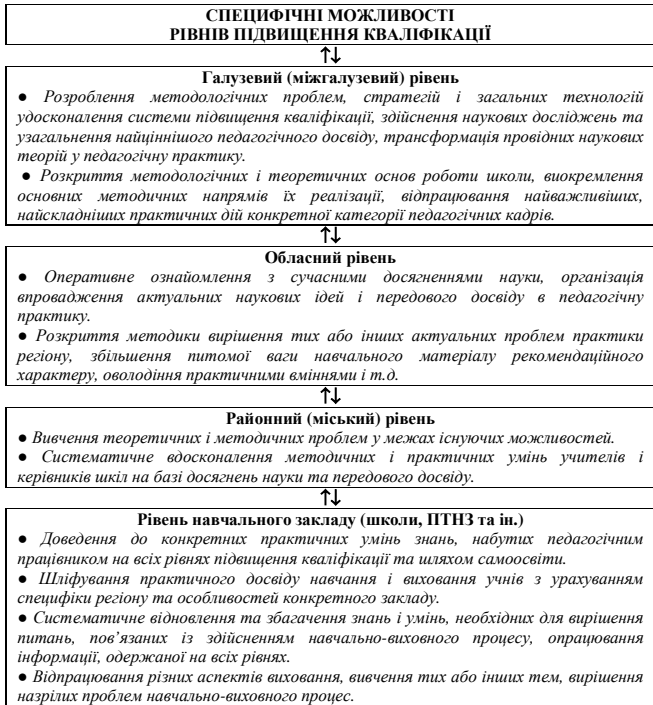 СПЕЦИФІЧНІ МОЖЛИВОСТІ
РІВНІВ ПІДВИЩЕННЯ КВАЛІФІКАЦІЇ
↑↓
Галузевий (міжгалузевий) рівень
● Розроблення методологічних проблем, стратегій і загальних технологій
удосконалення системи підвищення кваліфікації, здійснення наукових досліджень та
узагальнення найціннішого педагогічного досвіду, трансформація провідних наукових
теорій у педагогічну практику.
● Розкриття методологічних і теоретичних основ роботи школи, виокремлення
основних методичних напрямів їх реалізації, відпрацювання найважливіших,
найскладніших практичних дій конкретної категорії педагогічних кадрів.
↑↓
Обласний рівень
● Оперативне ознайомлення з сучасними досягненнями науки, організація
впровадження актуальних наукових ідей і передового досвіду в педагогічну
практику.
● Розкриття методики вирішення тих або інших актуальних проблем практики
регіону, збільшення питомої ваги навчального матеріалу рекомендаційного
характеру, оволодіння практичними вміннями і т.д.
↑↓
Районний (міський) рівень
● Вивчення теоретичних і методичних проблем у межах існуючих можливостей.
● Систематичне вдосконалення методичних і практичних умінь учителів і
керівників шкіл на базі досягнень науки та передового досвіду.
↑↓
Рівень навчального закладу (школи, ПТНЗ та ін.)
● Доведення до конкретних практичних умінь знань, набутих педагогічним
працівником на всіх рівнях підвищення кваліфікації та шляхом самоосвіти.
● Шліфування практичного досвіду навчання і виховання учнів з урахуванням
специфіки регіону та особливостей конкретного закладу.
● Систематичне відновлення та збагачення знань і умінь, необхідних для вирішення
питань, пов’язаних із здійсненням навчально-виховного процесу, опрацювання
інформації, одержаної на всіх рівнях.
● Відпрацювання різних аспектів виховання, вивчення тих або інших тем, вирішення
назрілих проблем навчально-виховного процес.